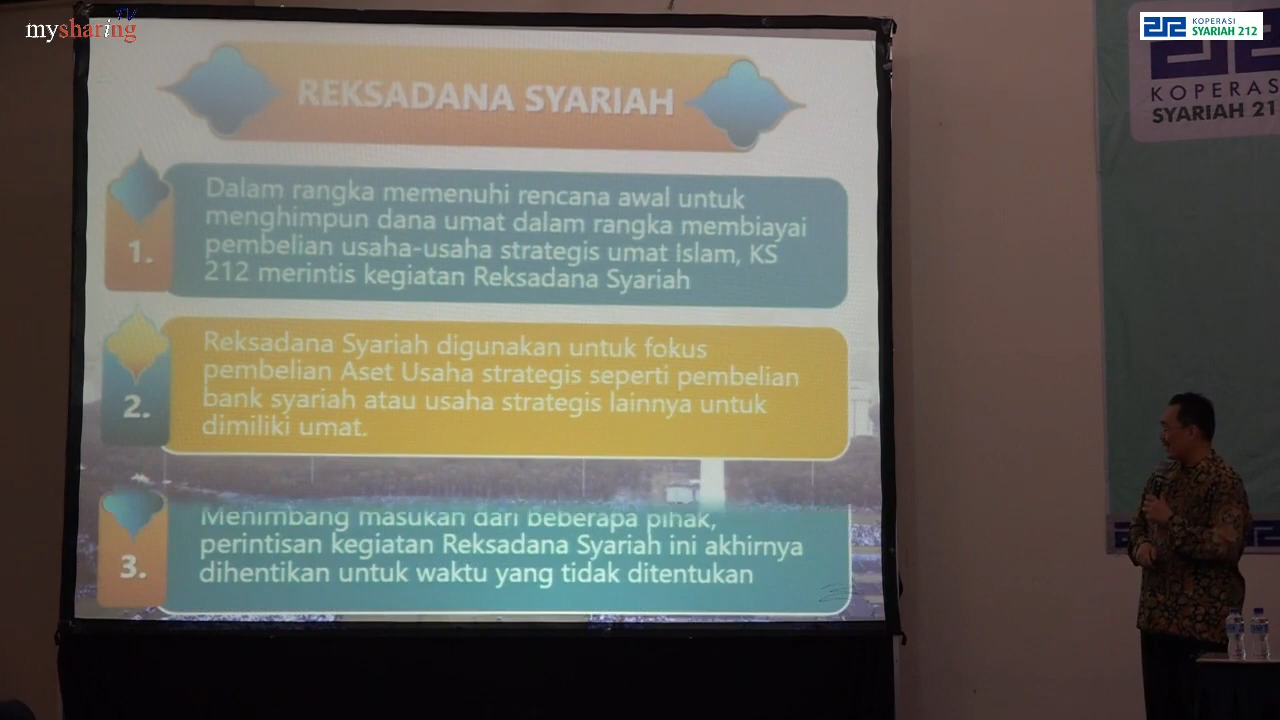 TV
mysharing
KOPERASI
SYARIAH 212
KOPERAS
SYARIAH 21
REKSADANA SYARIAH
1.
Dalam rangka memenuhi rencana awal untuk
menghimpun dana umat dalam rangka membiayai
pembelian usaha-usaha strategis umat Islam, KS
212 merintis kegiatan Reksadana Syariah
2.
Reksadana Syariah digunakan untuk fokus
pembelian Aset Usaha strategis seperti pembelian
bank syariah atau usaha strategis lainnya untuk
dimiliki umat.
3.
Menimbang masukan dari beberapa pihak,
perintisan kegiatan Reksadana Syariah ini akhirnya
dihentikan untuk waktu yang tidak ditentukan